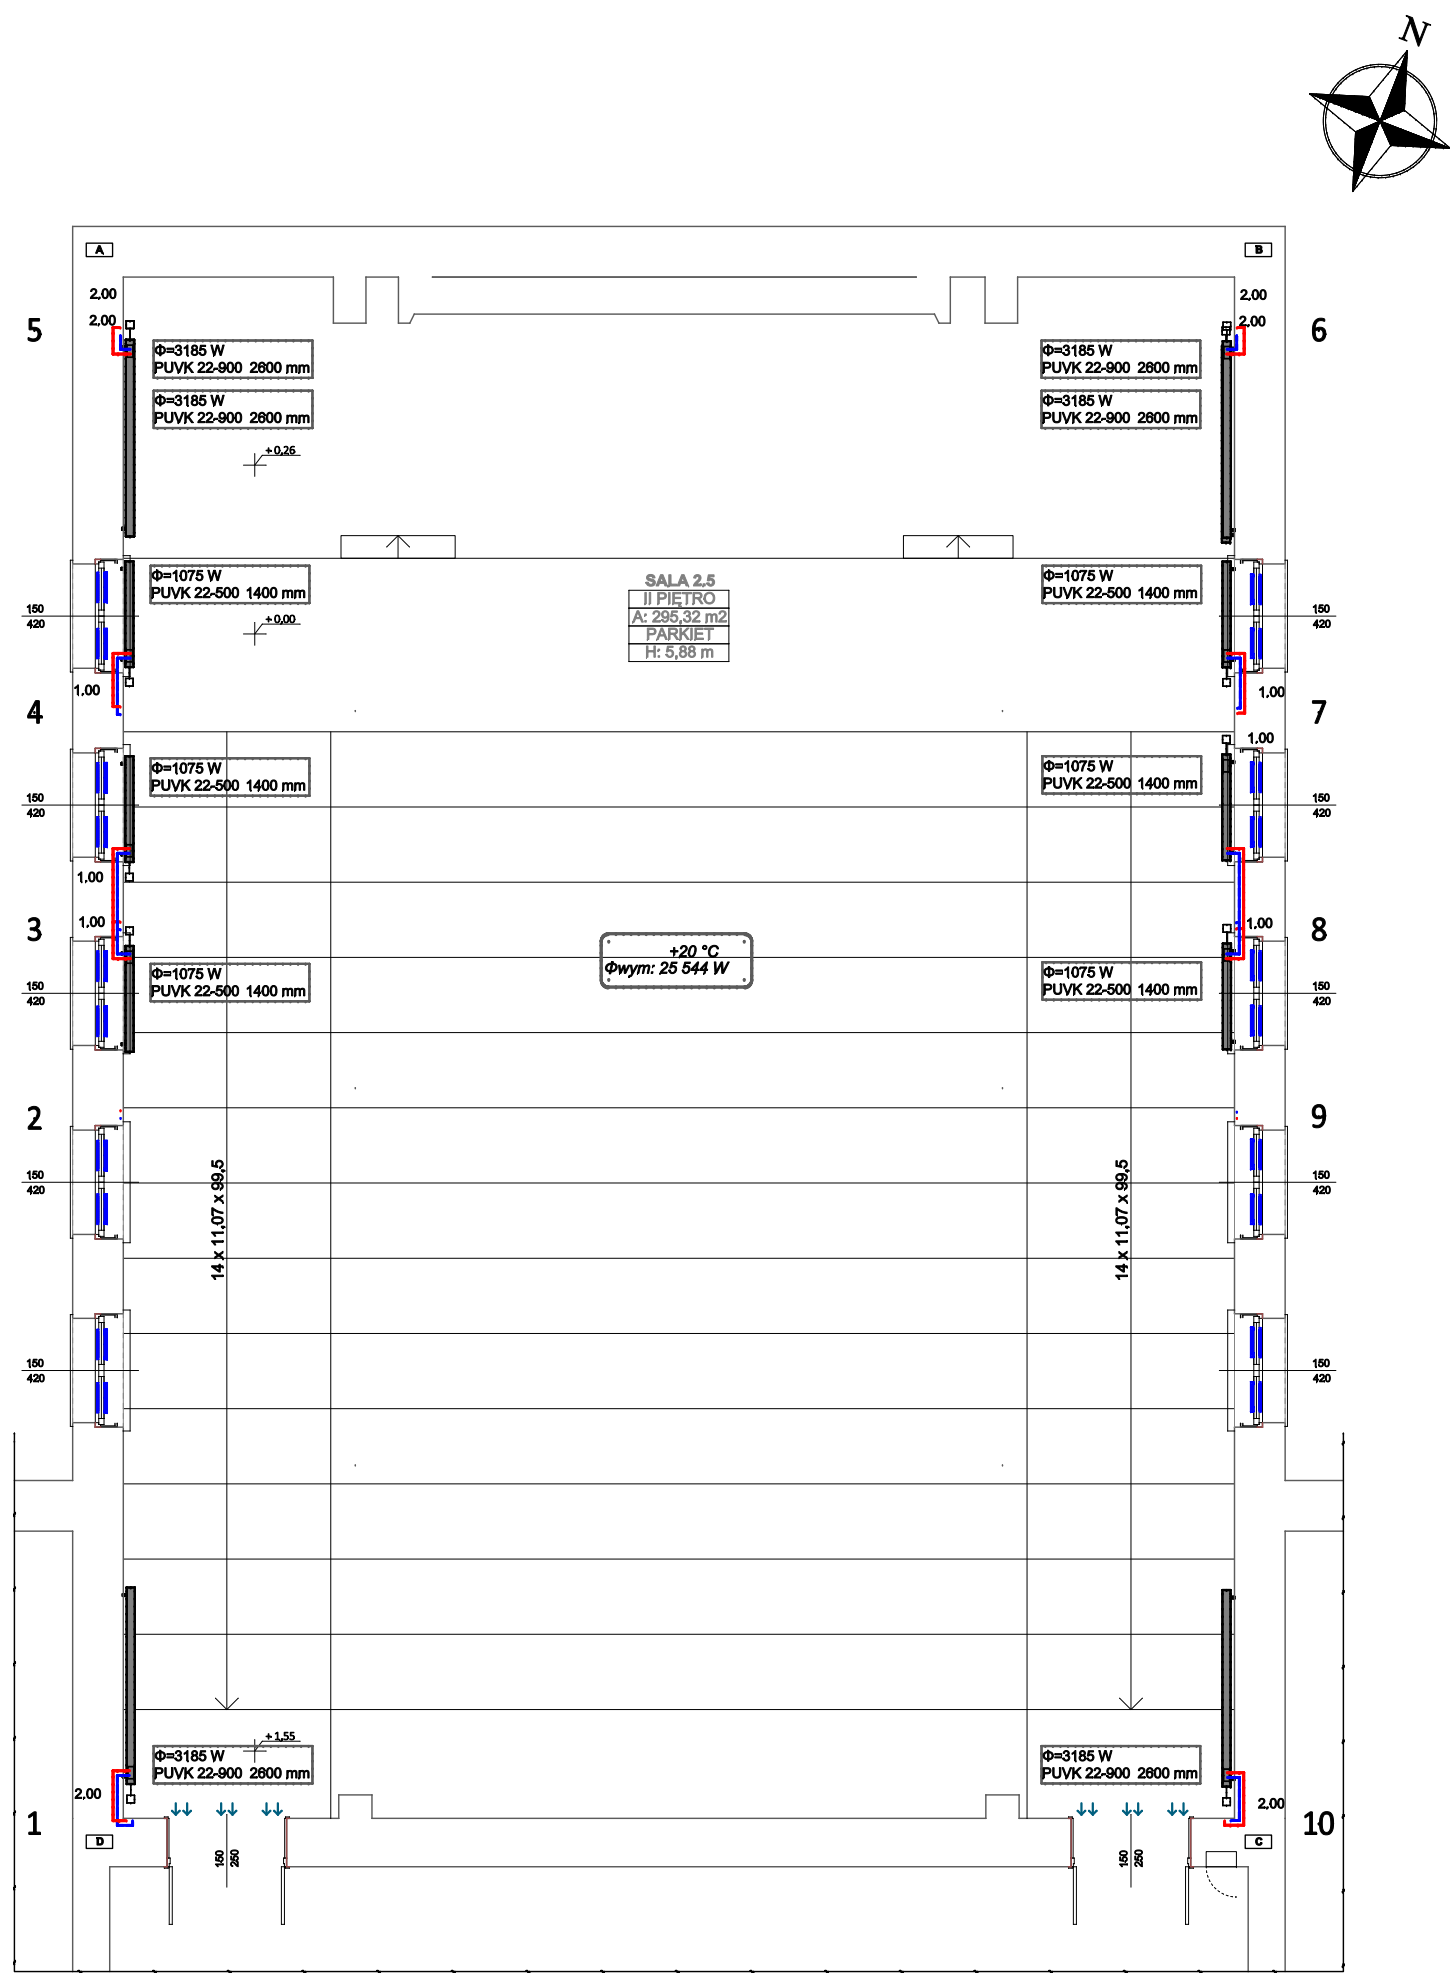 N
A
B
2,00
2,00
5
2,00
2,00
6
Φ=3185 W
PUVK 22-900 2600 mm
Φ=3185 W
PUVK 22-900 2600 mm
Φ=3185 W
PUVK 22-900 2600 mm
Φ=3185 W
PUVK 22-900 2600 mm
+0,26
Φ=1075 W
PUVK 22-500 1400 mm
SALA 2.5
II PIĘTRO
A: 295,32 m2
PARKIET
H: 5,88 m
Φ=1075 W
PUVK 22-500 1400 mm
150
420
+0,00
150
420
1,00
4
1,00
7
1,00
Φ=1075 W
PUVK 22-500 1400 mm
Φ=1075 W
PUVK 22-500 1400 mm
150
420
150
420
1,00
1,00
3
1,00
8
+20 °C
Φwym: 25 544 W
Φ=1075 W
PUVK 22-500 1400 mm
Φ=1075 W
PUVK 22-500 1400 mm
150
420
150
420
2
9
14 x 11,07 x 99,5
14 x 11,07 x 99,5
150
420
150
420
150
420
150
420
+1,55
Φ=3185 W
PUVK 22-900 2600 mm
Φ=3185 W
PUVK 22-900 2600 mm
2,00
1
2,00
10
D
C
150
250
150
250